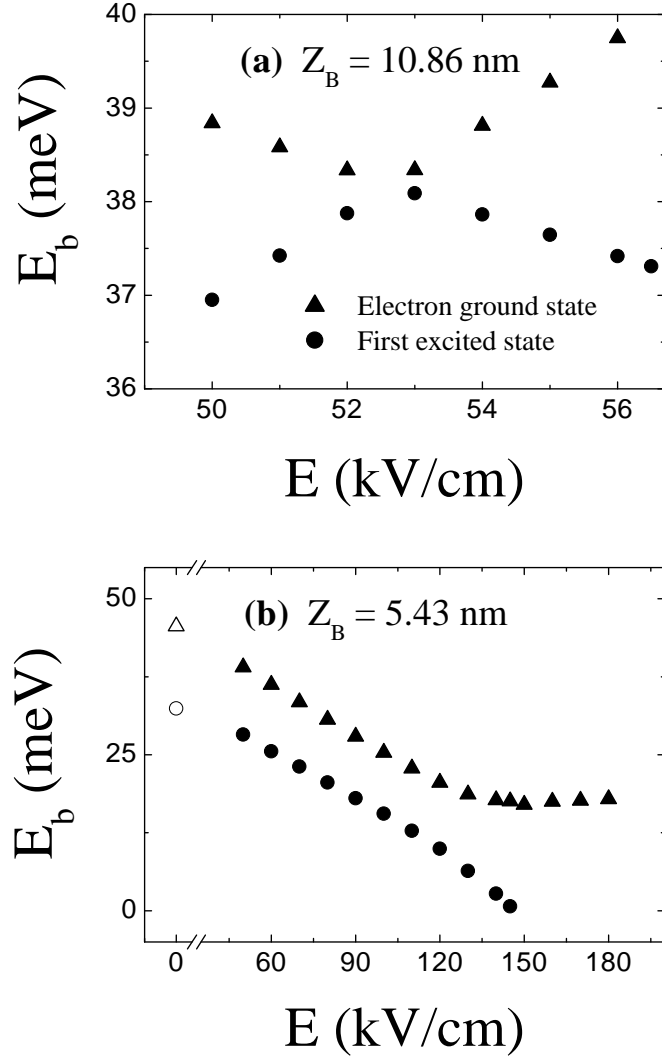 40
(a) Z_B = 10.86 nm
39
38
37
36
E_b (meV)
▲ Electron ground state
● First excited state
50 52 54 56
E (kV/cm)
50
(b) Z_B = 5.43 nm
25
0
E_b (meV)
0 60 90 120 150 180
E (kV/cm)